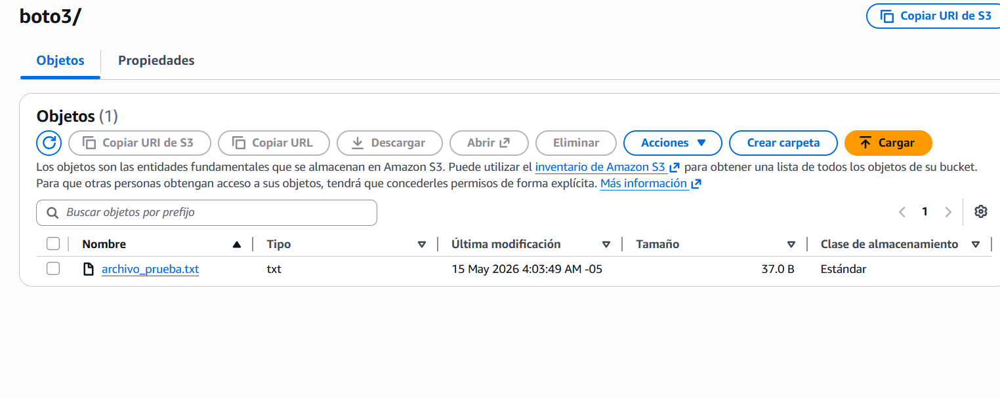 boto3/
Copiar URI de S3
Objetos Propiedades
Objetos (1)
Copiar URI de S3 Copiar URL Descargar Abrir Eliminar Acciones Crear carpeta Cargar
Los objetos son las entidades fundamentales que se almacenan en Amazon S3. Puede utilizar el inventario de Amazon S3 para obtener una lista de todos los objetos de su bucket.
Para que otras personas obtengan acceso a sus objetos, tendrá que concederles permisos de forma explícita. Más información
Buscar objetos por prefijo
1
Nombre Tipo Última modificación Tamaño Clase de almacenamiento
archivo_prueba.txt txt 15 May 2026 4:03:49 AM -05 37.0 B Estándar